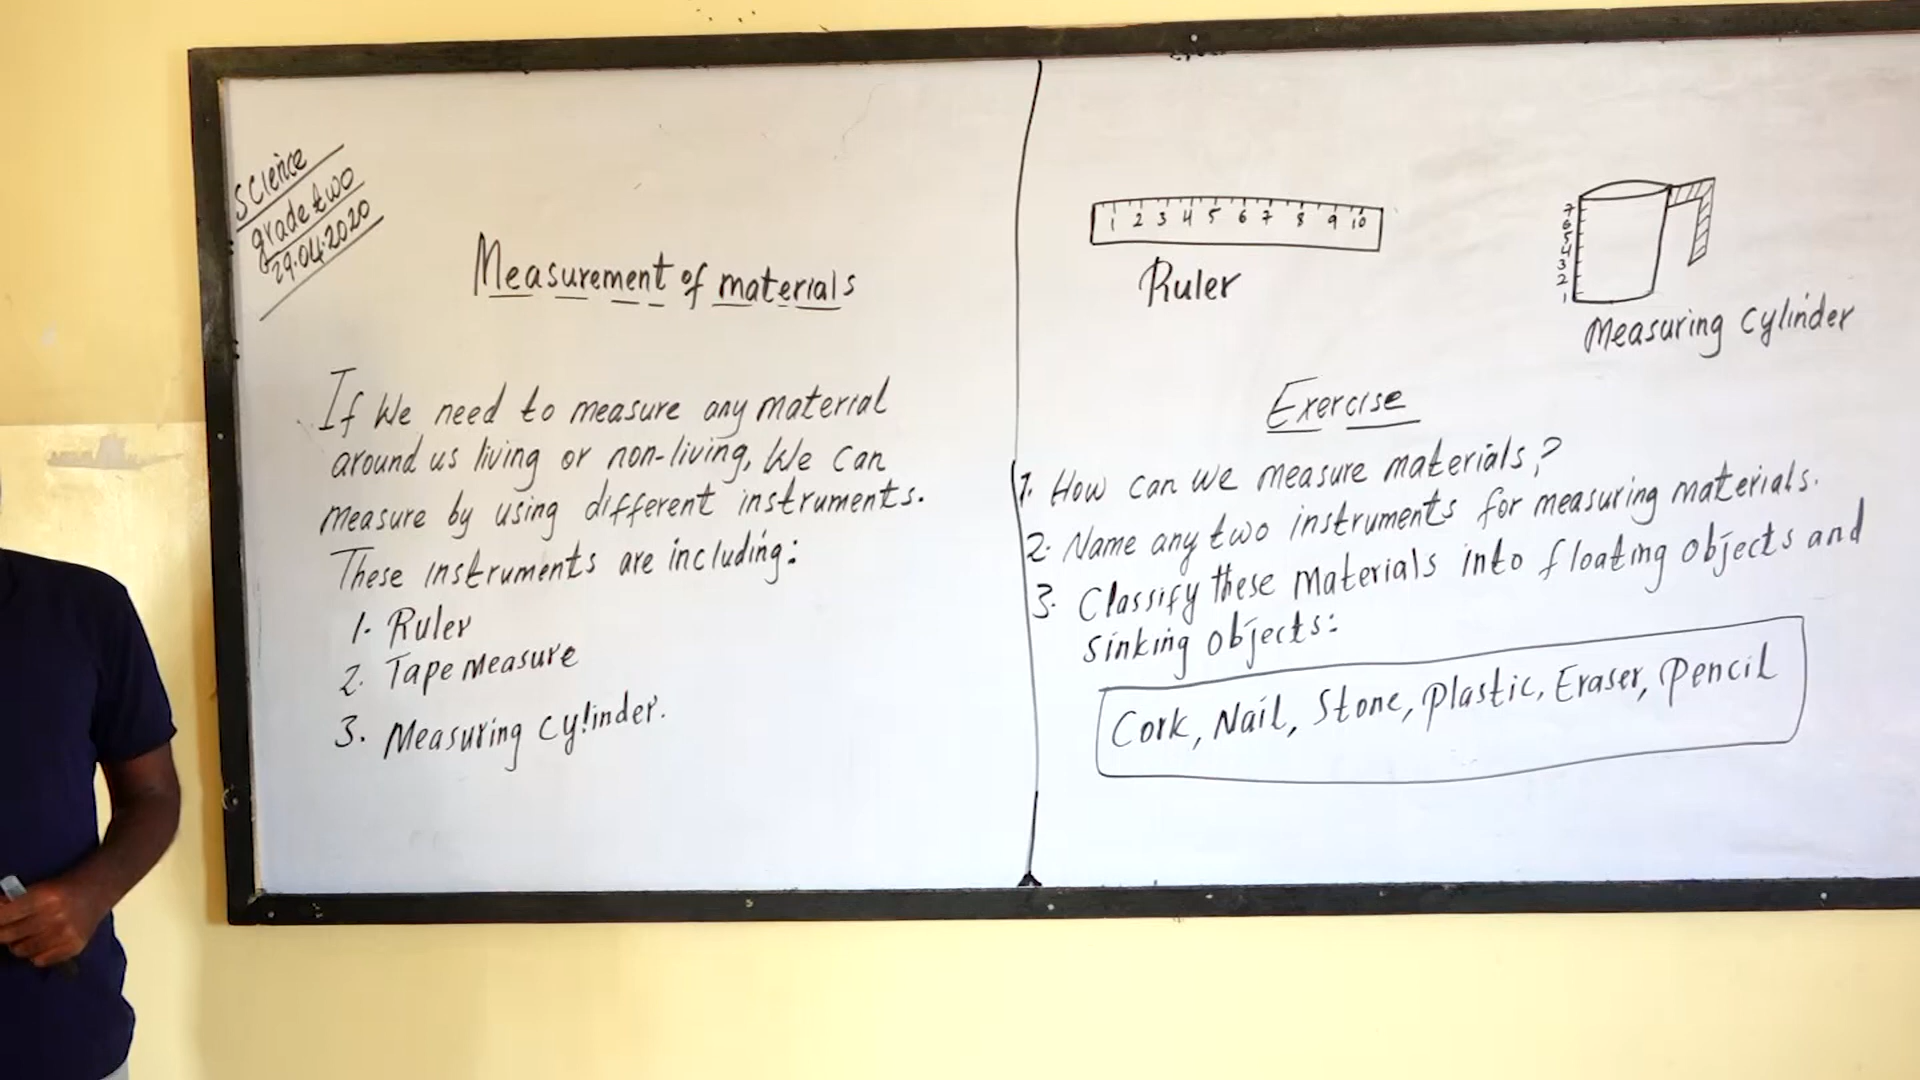 Science
grade two
29.04.2020
Measurement of materials
If We need to measure any material
around us living or non-living, We can
measure by using different instruments.
These instruments are including:
1. Ruler
2. Tape measure
3. Measuring cylinder.
1 2 3 4 5 6 7 8 9 10
Ruler
7
6
5
4
3
2
1
Measuring cylinder
Exercise
1. How can we measure materials?
2. Name any two instruments for measuring materials.
3. Classify these materials into floating objects and
sinking objects:
Cork, Nail, Stone, Plastic, Eraser, Pencil